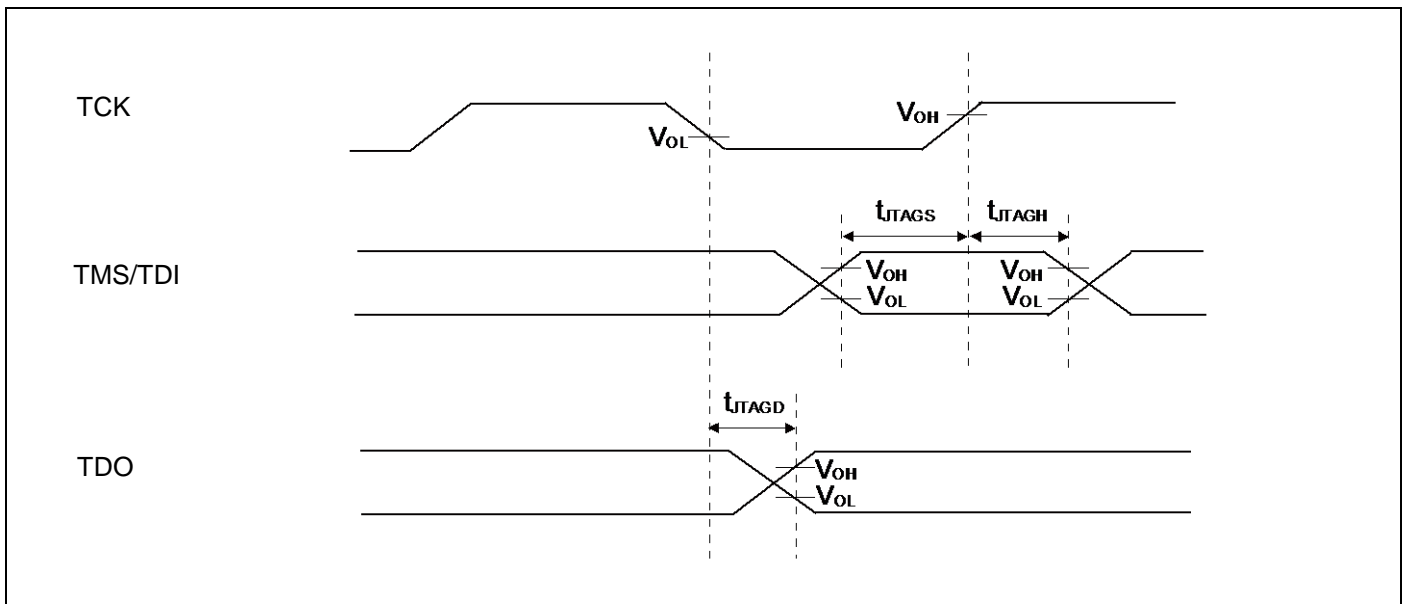 TCK
VOL
VOH
tJTAGS
tJTAGH
TMS/TDI
VOH
VOL
VOH
VOL
tJTAGD
TDO
VOH
VOL